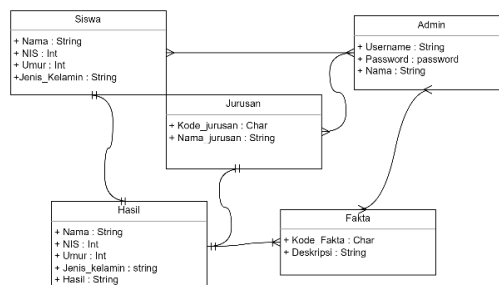 Siswa
+ Nama : String
+ NIS : Int
+ Umur : Int
+Jenis_Kelamin : String
Admin
+ Username : String
+ Password : password
+ Nama : String
Jurusan
+ Kode_jurusan : Char
+ Nama_jurusan : String
Hasil
+ Nama : String
+ NIS : Int
+ Umur : Int
+ Jenis_kelamin : string
+ Hasil : String
Fakta
+ Kode_Fakta : Char
+ Deskripsi : String